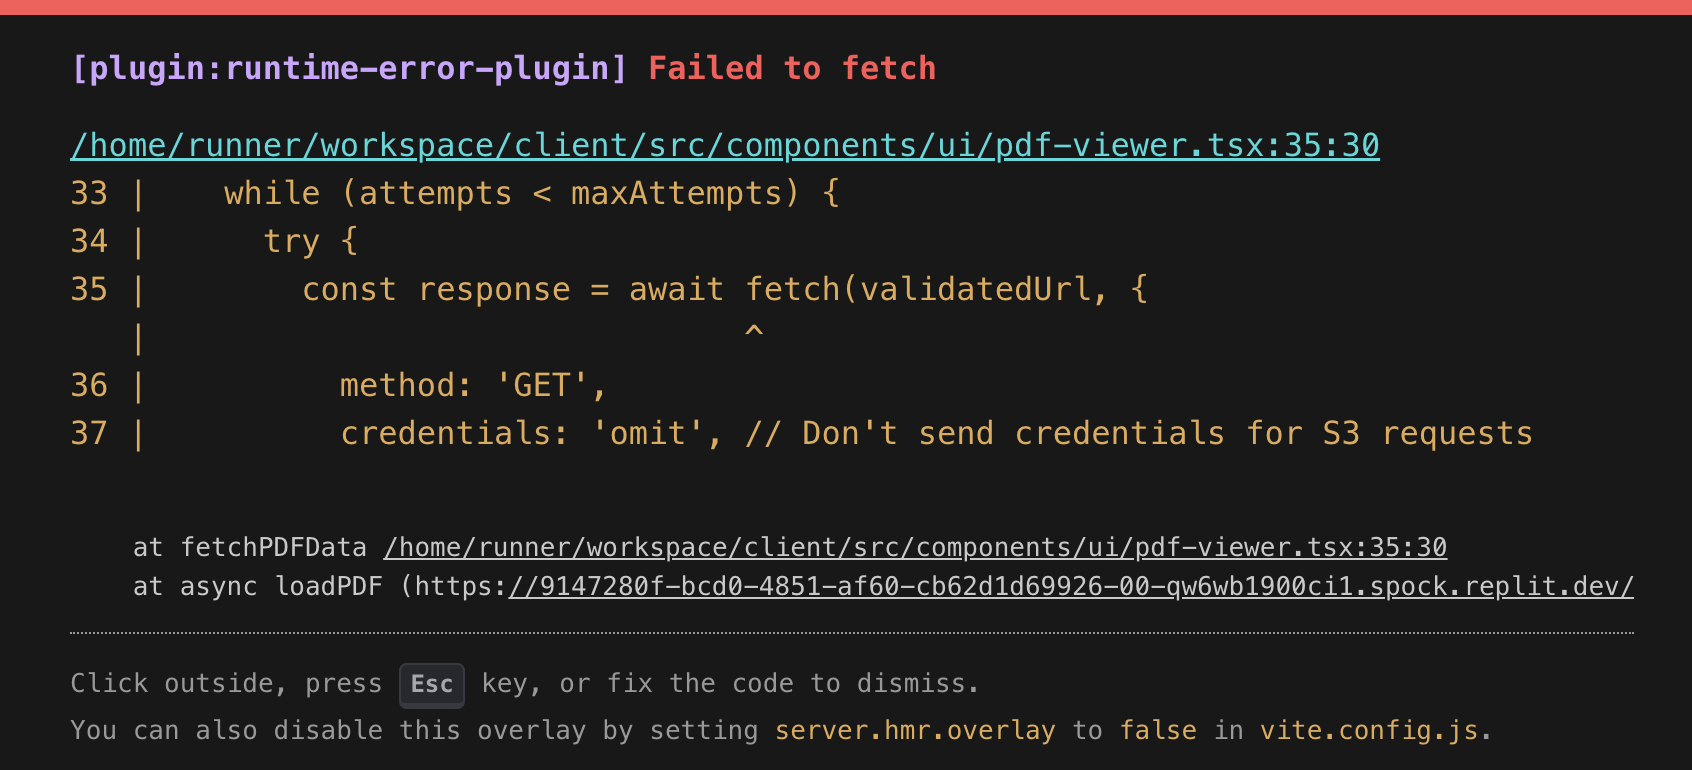 [plugin:runtime-error-plugin] Failed to fetch
/home/runner/workspace/client/src/components/ui/pdf-viewer.tsx:35:30
33 |    while (attempts < maxAttempts) {
34 |      try {
35 |        const response = await fetch(validatedUrl, {
   |                               ^
36 |          method: 'GET',
37 |          credentials: 'omit', // Don't send credentials for S3 requests
at fetchPDFData /home/runner/workspace/client/src/components/ui/pdf-viewer.tsx:35:30
at async loadPDF (https://9147280f-bcd0-4851-af60-cb62d1d69926-00-qw6wb1900ci1.spock.replit.dev/
Click outside, press Esc key, or fix the code to dismiss.
You can also disable this overlay by setting server.hmr.overlay to false in vite.config.js.